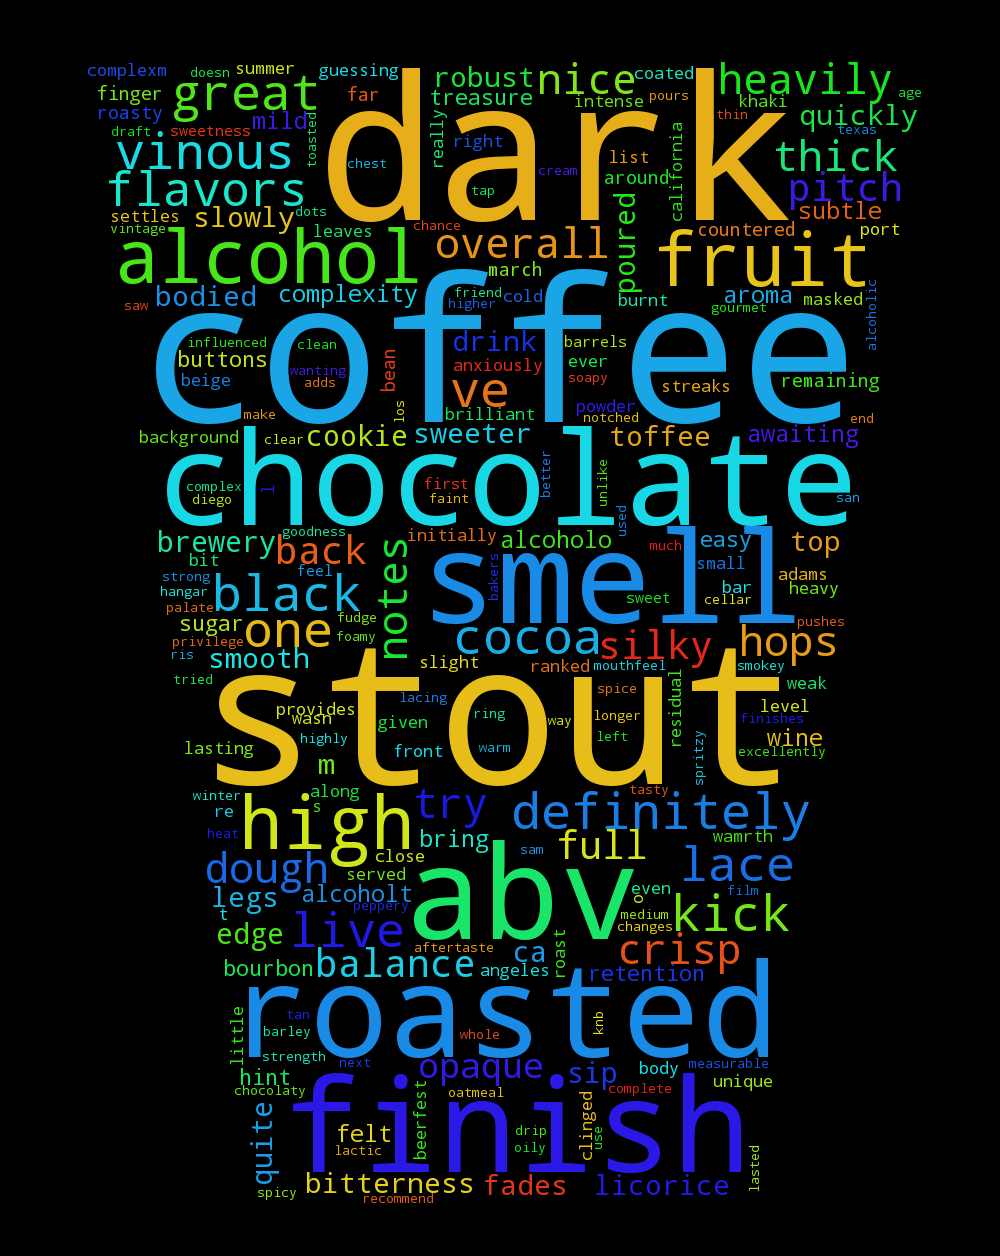 complexm doesn summer guessing robust nice coated heavily
finger great far dark treasure intense pours khaki age
roasty draft sweetness mild toasted really right thin quickly texas
vinous chest cream list around california thick
flavors tap pitch
settles slowly dots leaves chance overall poured countered subtle port
vintage march
alcohol fruit
bodied complexity friend cold burnt aroma masked alcoholic
saw higher gourmet
coffee
influenced clean drink barrels
buttons wanting bean anxiously ever
beige adds ve soapy streaks remaining
make los brilliant powder notched end
background clear cookie sweeter toffee awaiting
chocolate
complex l first better unlike san
diego faint
goodness used
brewery back initially alcoholo much easy top
bit feel notes smell small adams
strong bakers bar heavy
hangar black sweet cellar
palate fudge pushes
sugar one foamy cocoa silky hops
privilege
ris smooth slight ranked mouthfeel smokey
tried weak
stout
provides lacing spice residual level
wash given ring way longer finishes
highly front warm left wine
lasting spritzy excellently
m
winter along try tasty
re s high definitely
heat bring wamrth
close sam full
dough served abv lace
legs alcoholt even film
t peppery o medium kick
edge live changes
aftertaste ca crisp
bourbon balance angeles roast retention
roasted
little tan knb
barley whole
strength next body measurable
hint opaque sip unique
chocolaty oatmeal complete
finish
quite felt beerfest drip clinged use
lactic oily lasted
spicy bitterness fades licorice
recommend